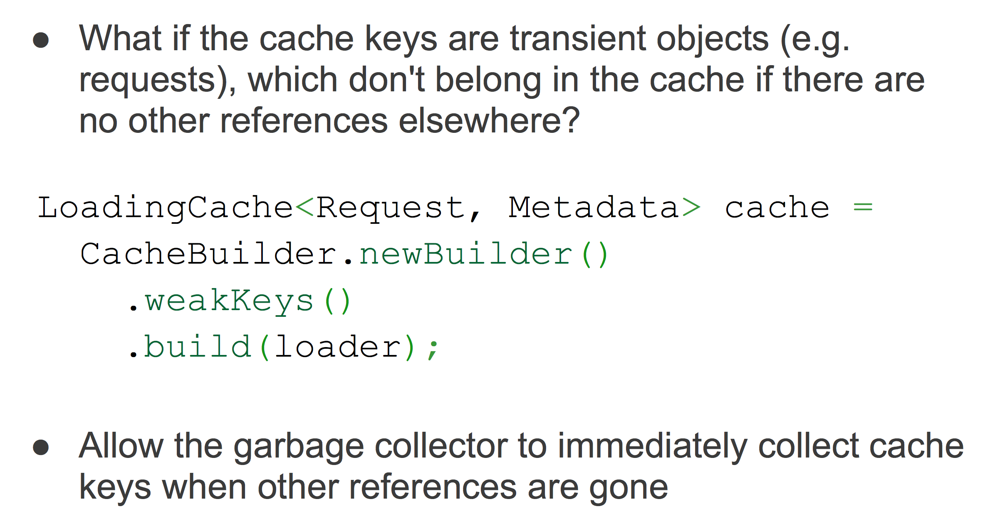 ● What if the cache keys are transient objects (e.g.
requests), which don't belong in the cache if there are
no other references elsewhere?
LoadingCache<Request, Metadata> cache =
CacheBuilder.newBuilder()
.weakKeys()
.build(loader);
● Allow the garbage collector to immediately collect cache
keys when other references are gone